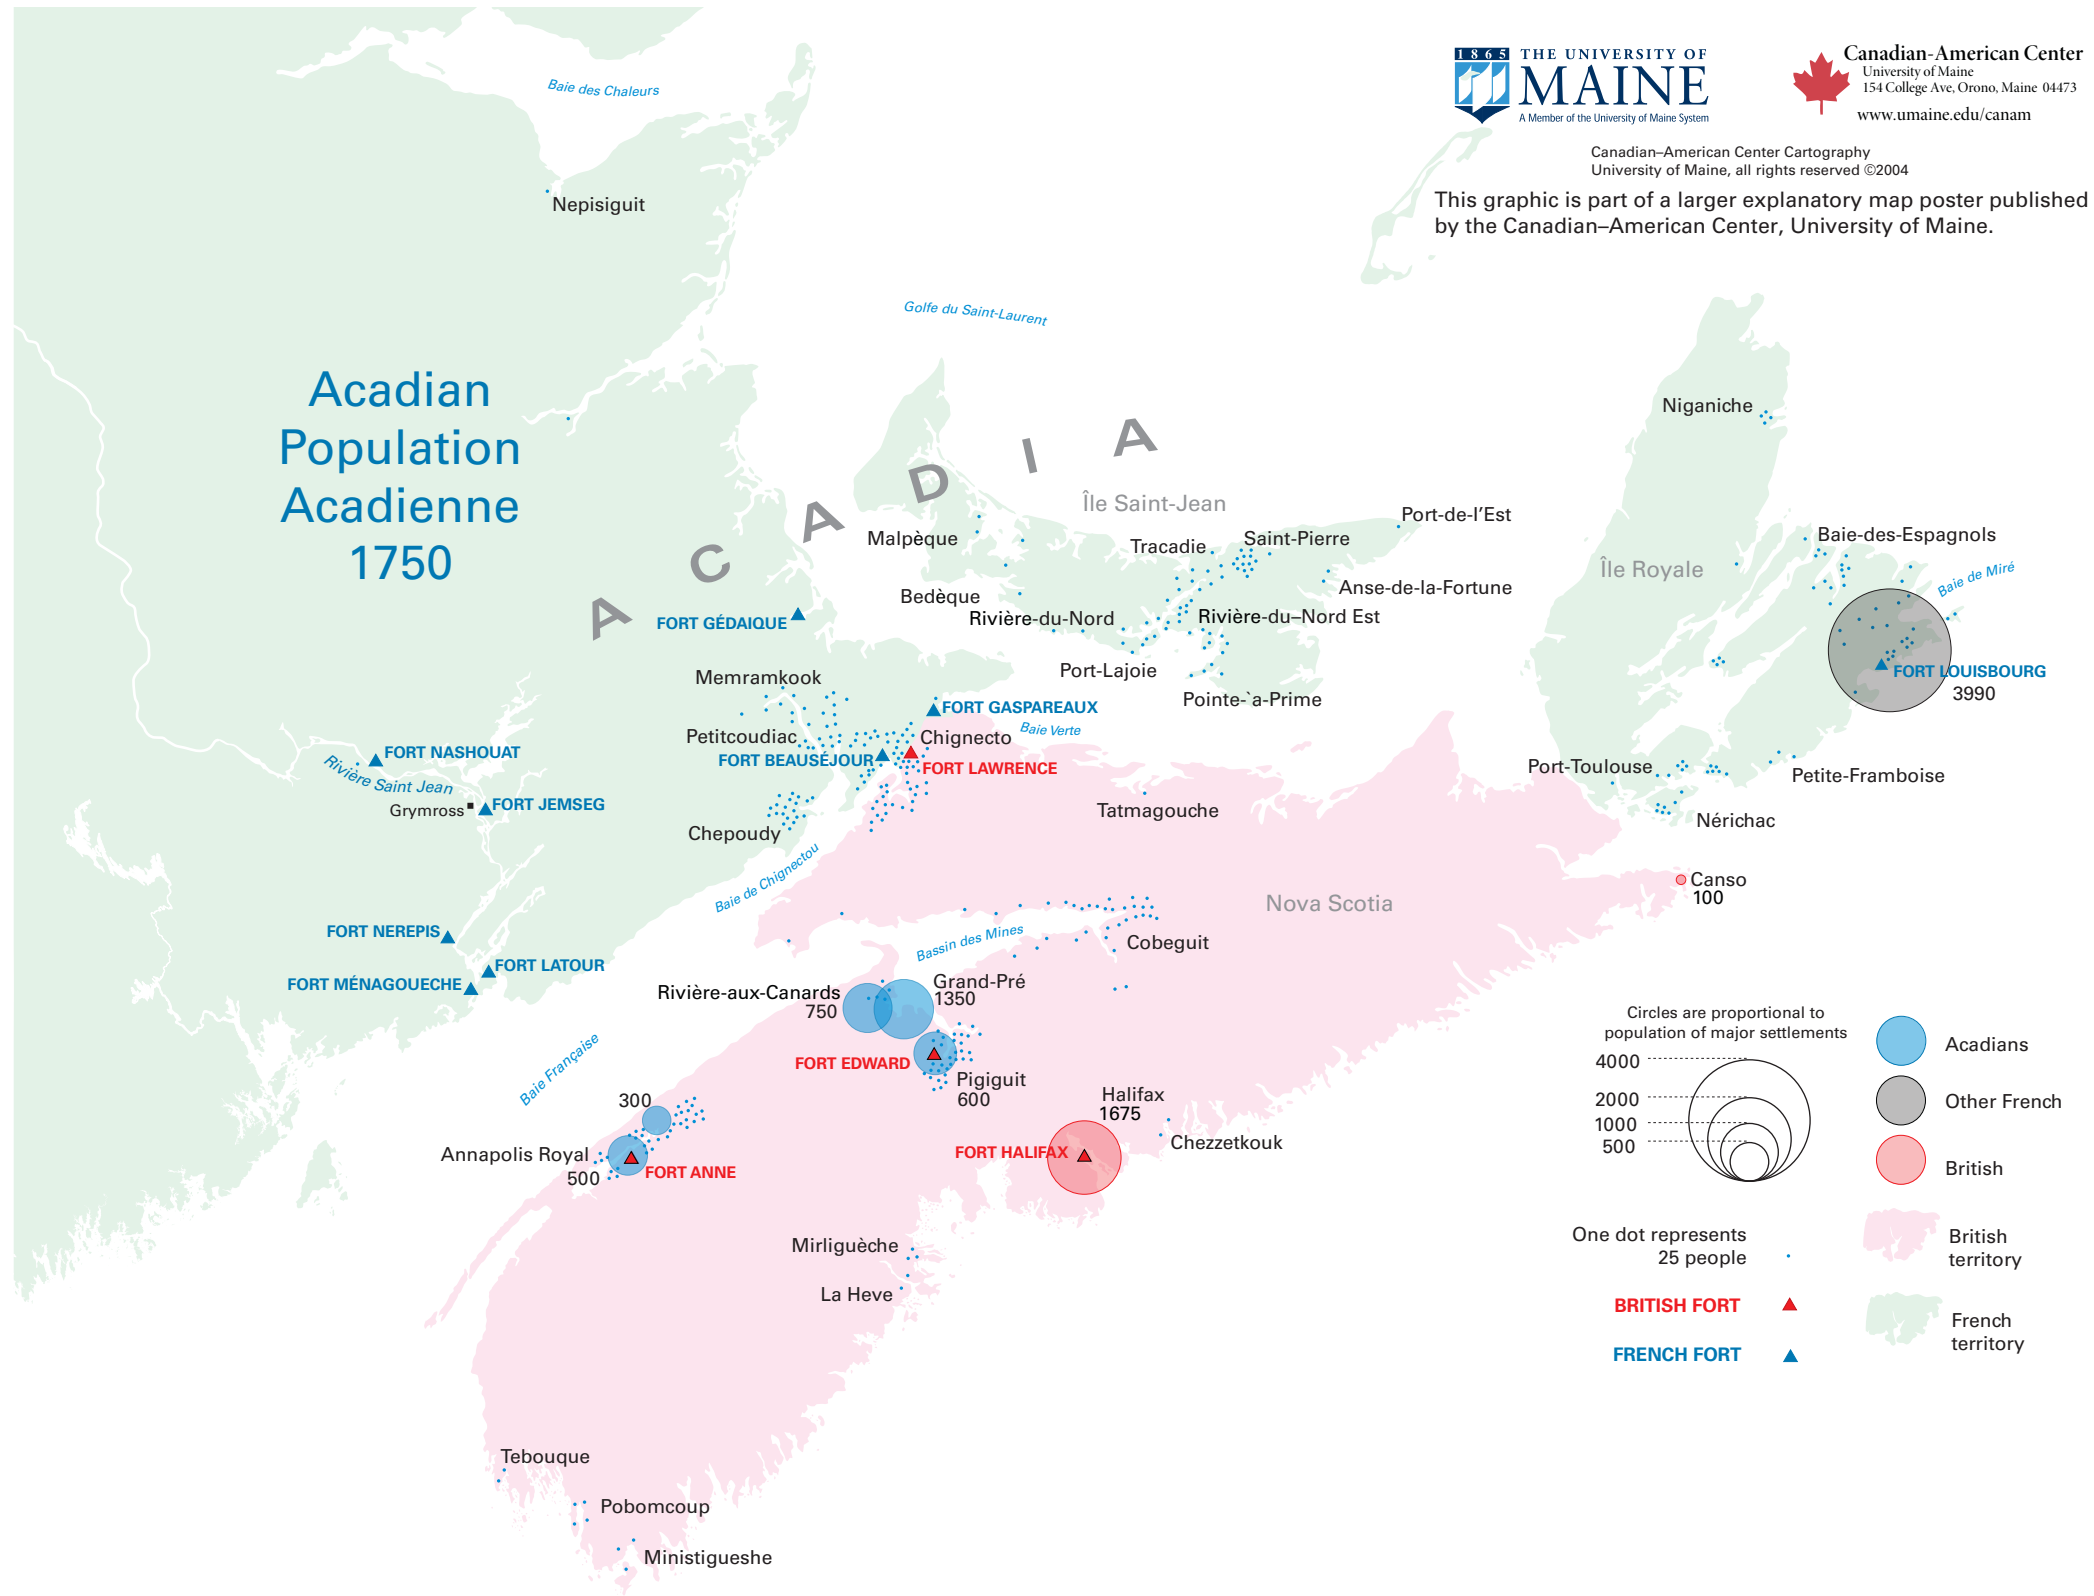 1865 THE UNIVERSITY OF
MAINE
A Member of the University of Maine System
Canadian-American Center
University of Maine
154 College Ave, Orono, Maine 04473
www.umaine.edu/canam
Canadian–American Center Cartography
University of Maine, all rights reserved ©2004
This graphic is part of a larger explanatory map poster published
by the Canadian–American Center, University of Maine.
Baie des Chaleurs
Nepisiguit
Golfe du Saint-Laurent
Acadian
Population
Acadienne
1750
ACADIA
Niganiche
Île Saint-Jean
Port-de-l’Est
Malpèque
Tracadie
Saint-Pierre
Baie-des-Espagnols
Île Royale
Baie de Miré
Bedèque
Anse-de-la-Fortune
Rivière-du-Nord
Rivière-du–Nord Est
FORT GÉDAIQUE
Port-Lajoie
Memramkook
FORT LOUISBOURG
3990
Pointe-`a-Prime
FORT GASPAREAUX
Baie Verte
Petitcoudiac
Chignecto
FORT NASHOUAT
FORT BEAUSÉJOUR
FORT LAWRENCE
Rivière Saint Jean
Port-Toulouse
Petite-Framboise
Grymross
FORT JEMSEG
Tatmagouche
Nérichac
Chepoudy
Baie de Chignectou
Canso
100
Nova Scotia
FORT NEREPIS
Bassin des Mines
Cobeguit
FORT LATOUR
FORT MÉNAGOUECHE
Rivière-aux-Canards
750
Grand-Pré
1350
Baie Française
FORT EDWARD
Pigiguit
600
300
Halifax
1675
Annapolis Royal
500
FORT ANNE
FORT HALIFAX
Chezzetkouk
Mirliguèche
La Heve
Tebouque
Pobomcoup
Ministigueshe
Circles are proportional to
population of major settlements
4000
2000
1000
500
Acadians
Other French
British
One dot represents
25 people
British
territory
BRITISH FORT
French
territory
FRENCH FORT